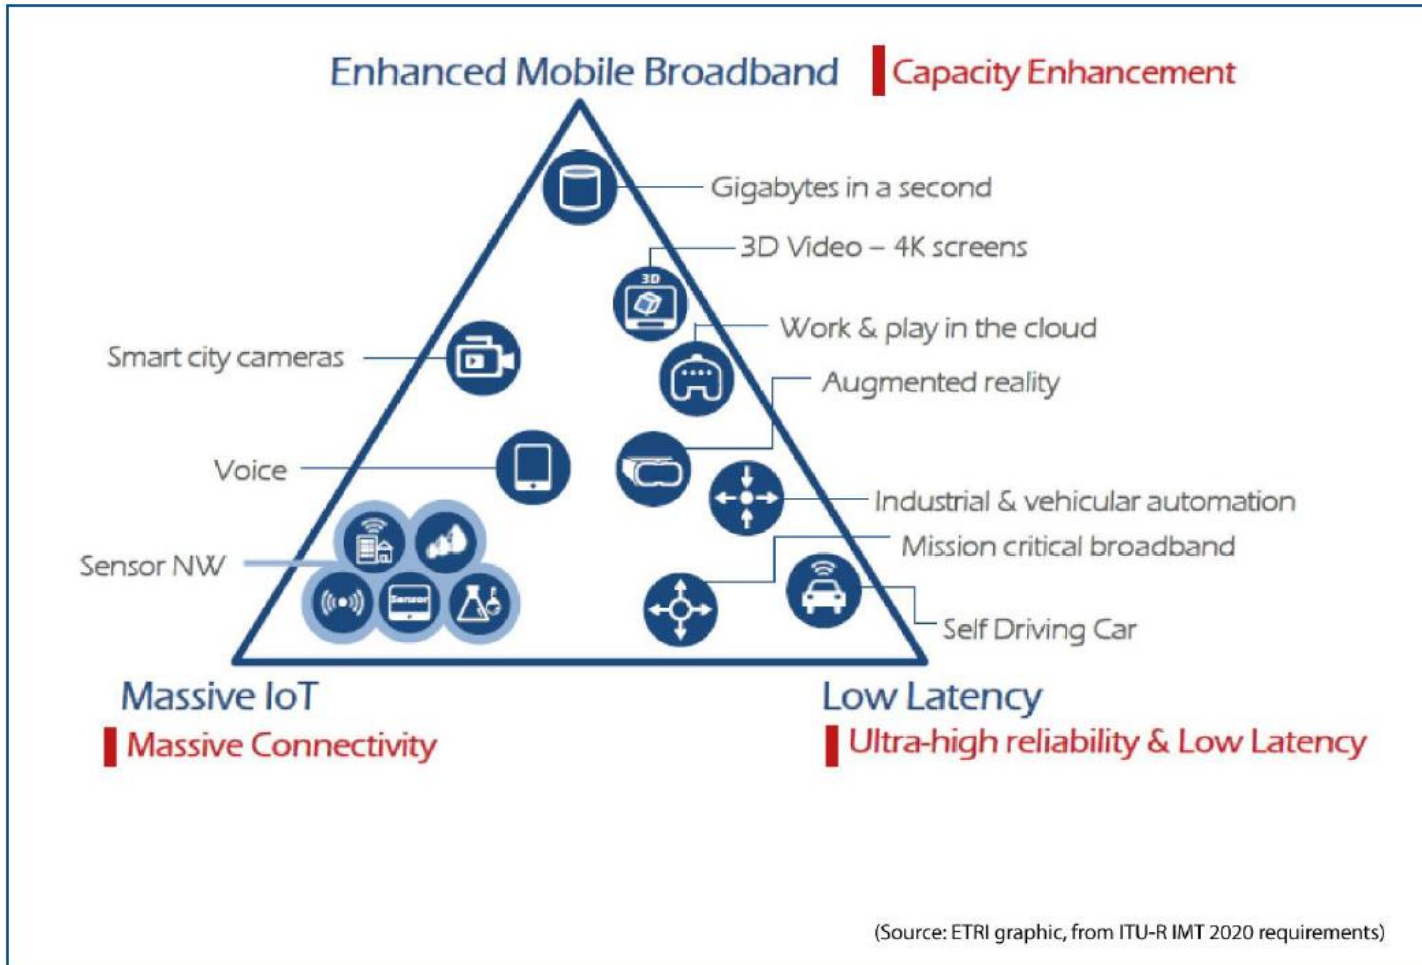 Enhanced Mobile Broadband
Capacity Enhancement
Gigabytes in a second
3D Video – 4K screens
3D
Work & play in the cloud
Smart city cameras
Augmented reality
Voice
Industrial & vehicular automation
Mission critical broadband
Sensor NW
Sensor
Self Driving Car
Massive IoT
Massive Connectivity
Low Latency
Ultra-high reliability & Low Latency
(Source: ETRI graphic, from ITU-R IMT 2020 requirements)